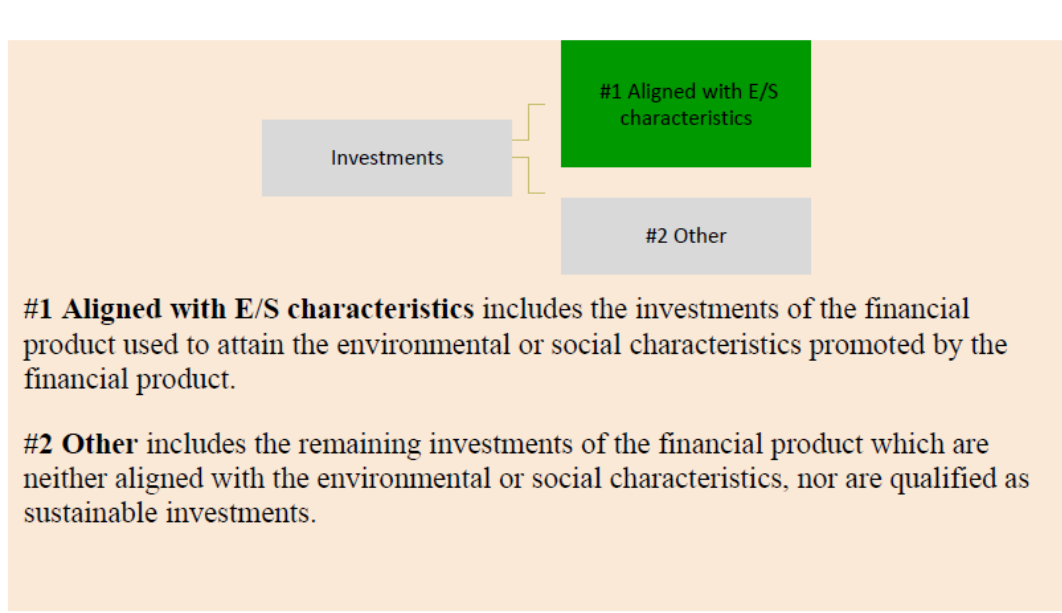 #1 Aligned with E/S
characteristics
Investments
#2 Other
#1 Aligned with E/S characteristics includes the investments of the financial
product used to attain the environmental or social characteristics promoted by the
financial product.
#2 Other includes the remaining investments of the financial product which are
neither aligned with the environmental or social characteristics, nor are qualified as
sustainable investments.